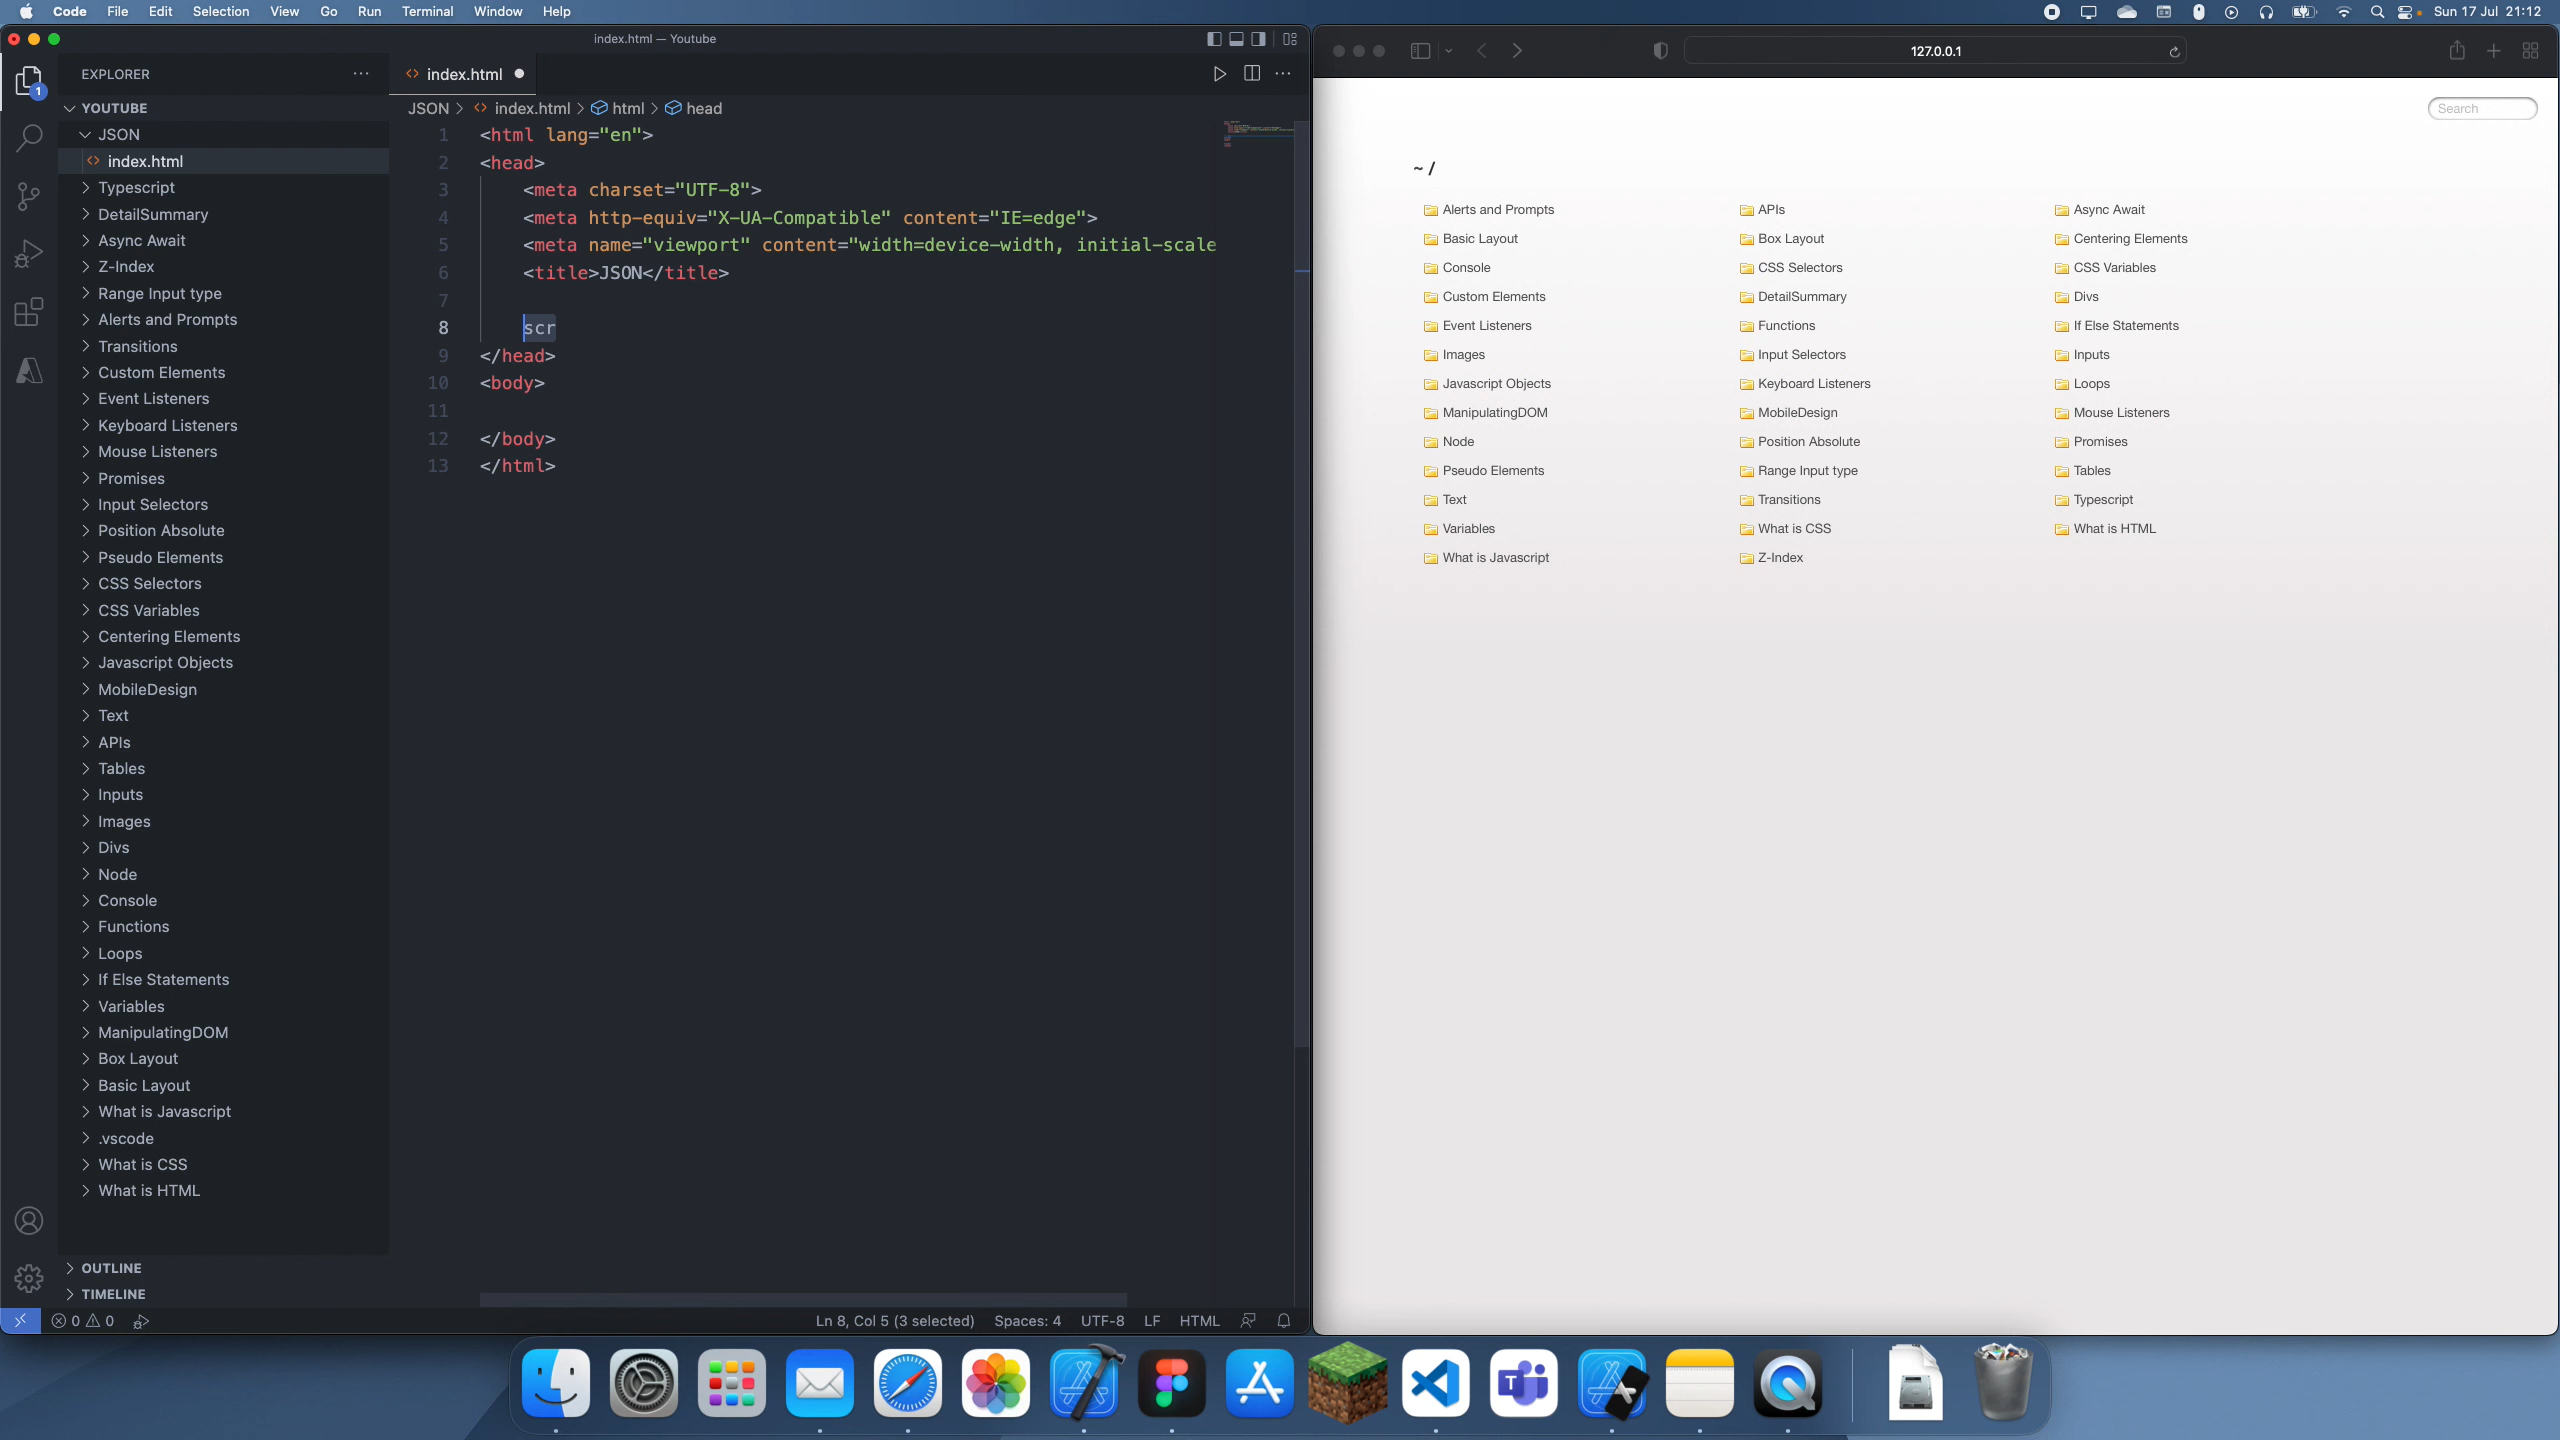 Code File Edit Selection View Go Run Terminal Window Help
Sun 17 Jul 21:12
index.html — Youtube
127.0.0.1
EXPLORER
1
YOUTUBE
JSON
index.html
Typescript
DetailSummary
Async Await
Z-Index
Range Input type
Alerts and Prompts
Transitions
Custom Elements
Event Listeners
Keyboard Listeners
Mouse Listeners
Promises
Input Selectors
Position Absolute
Pseudo Elements
CSS Selectors
CSS Variables
Centering Elements
Javascript Objects
MobileDesign
Text
APIs
Tables
Inputs
Images
Divs
Node
Console
Functions
Loops
If Else Statements
Variables
ManipulatingDOM
Box Layout
Basic Layout
What is Javascript
.vscode
What is CSS
What is HTML
OUTLINE
TIMELINE
index.html
JSON > index.html > html > head
1 <html lang="en">
2 <head>
3 <meta charset="UTF-8">
4 <meta http-equiv="X-UA-Compatible" content="IE=edge">
5 <meta name="viewport" content="width=device-width, initial-scale
6 <title>JSON</title>
7
8 scr
9 </head>
10 <body>
11
12 </body>
13 </html>
0 0
Ln 8, Col 5 (3 selected) Spaces: 4 UTF-8 LF HTML
Search
~ /
Alerts and Prompts APIs Async Await
Basic Layout Box Layout Centering Elements
Console CSS Selectors CSS Variables
Custom Elements DetailSummary Divs
Event Listeners Functions If Else Statements
Images Input Selectors Inputs
Javascript Objects Keyboard Listeners Loops
ManipulatingDOM MobileDesign Mouse Listeners
Node Position Absolute Promises
Pseudo Elements Range Input type Tables
Text Transitions Typescript
Variables What is CSS What is HTML
What is Javascript Z-Index